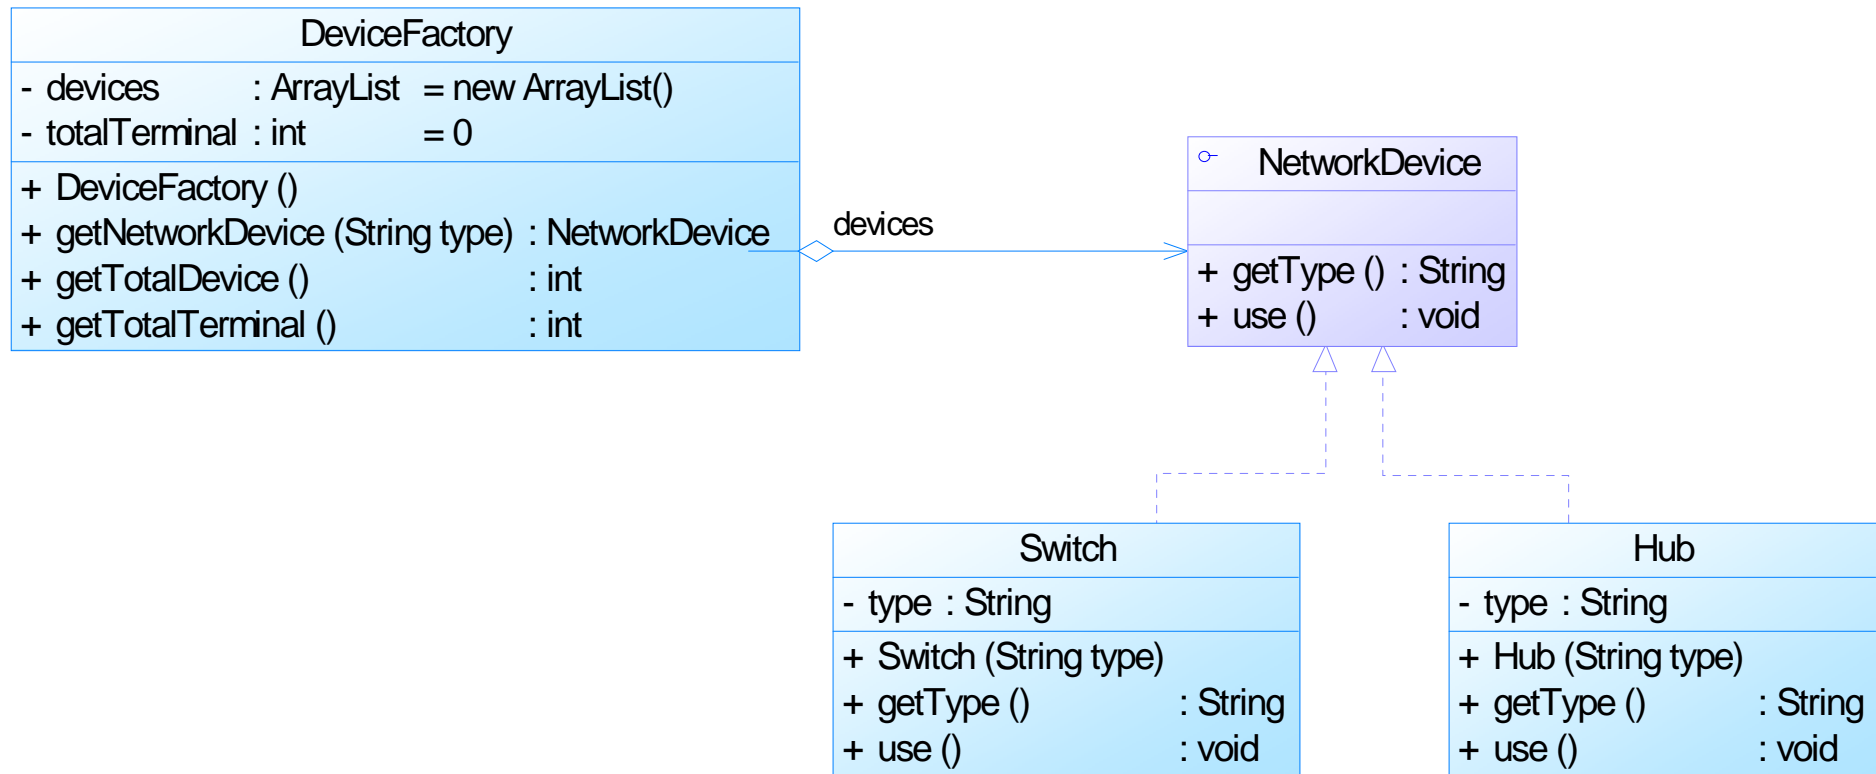 DeviceFactory
- devices : ArrayList = new ArrayList()
- totalTerminal : int = 0
+ DeviceFactory ()
+ getNetworkDevice (String type) : NetworkDevice
+ getTotalDevice () : int
+ getTotalTerminal () : int
devices
NetworkDevice
+ getType () : String
+ use () : void
Switch
- type : String
+ Switch (String type)
+ getType () : String
+ use () : void
Hub
- type : String
+ Hub (String type)
+ getType () : String
+ use () : void